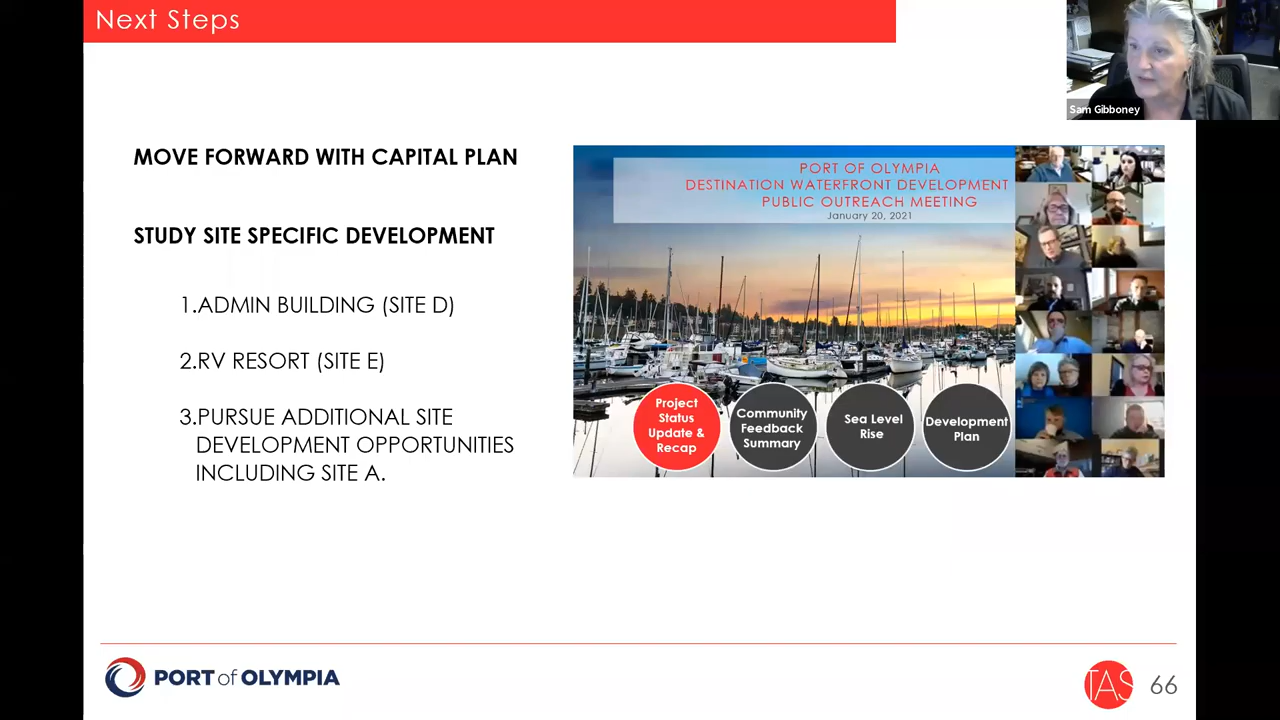 Next Steps
Sam Gibboney
MOVE FORWARD WITH CAPITAL PLAN
STUDY SITE SPECIFIC DEVELOPMENT
1.ADMIN BUILDING (SITE D)
2.RV RESORT (SITE E)
3.PURSUE ADDITIONAL SITE
DEVELOPMENT OPPORTUNITIES
INCLUDING SITE A.
PORT OF OLYMPIA
DESTINATION WATERFRONT DEVELOPMENT
PUBLIC OUTREACH MEETING
January 20, 2021
Project
Status
Update &
Recap
Community
Feedback
Summary
Sea Level
Rise
Development
Plan
PORT of OLYMPIA
TAS
66